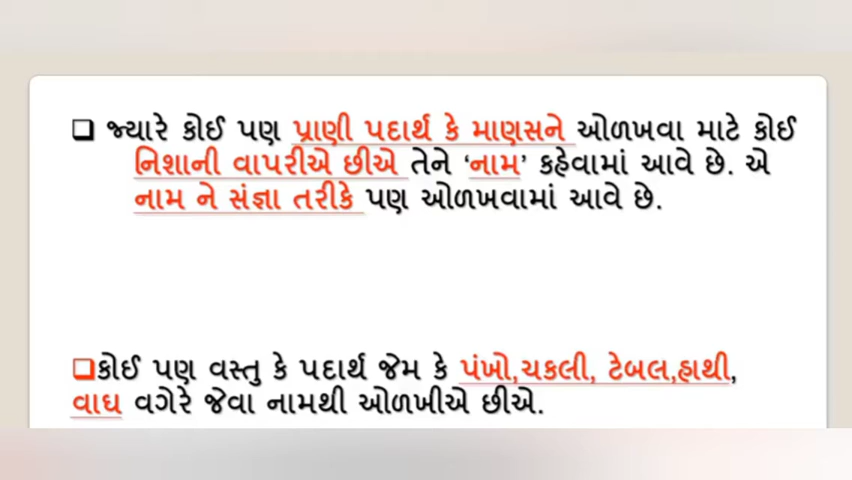 ❑ જ્યારે કોઈ પણ પ્રાણી પદાર્થ કે માણસને ઓળખવા માટે કોઈ
નિશાની વાપરીએ છીએ તેને ‘નામ’ કહેવામાં આવે છે. એ
નામ ને સંજ્ઞા તરીકે પણ ઓળખવામાં આવે છે.
❑કોઈ પણ વસ્તુ કે પદાર્થ જેમ કે પંખો,ચકલી, ટેબલ,હાથી,
વાઘ વગેરે જેવા નામથી ઓળખીએ છીએ.